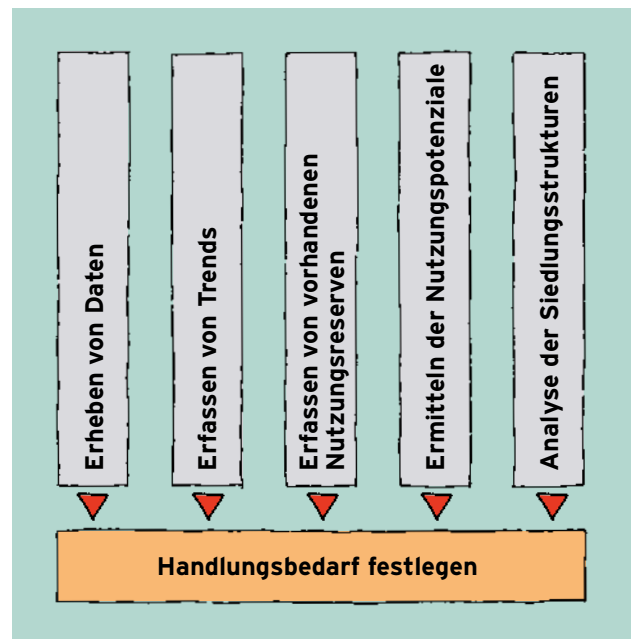 Erheben von Daten
Erfassen von Trends
Erfassen von vorhandenen
Nutzungsreserven
Ermitteln der Nutzungspotenziale
Analyse der Siedlungsstrukturen
Handlungsbedarf festlegen